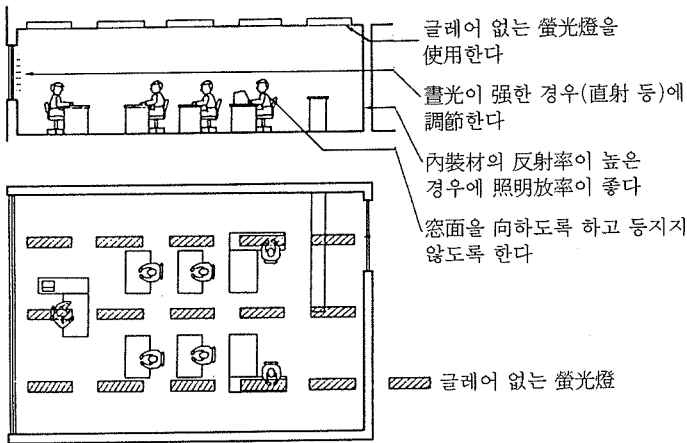 글레어 없는 螢光燈을
使用한다
晝光이 强한 경우(直射 등)에
調節한다
內裝材의 反射率이 높은
경우에 照明放率이 좋다
窓面을 向하도록 하고 등지지
않도록 한다
글레어 없는 螢光燈